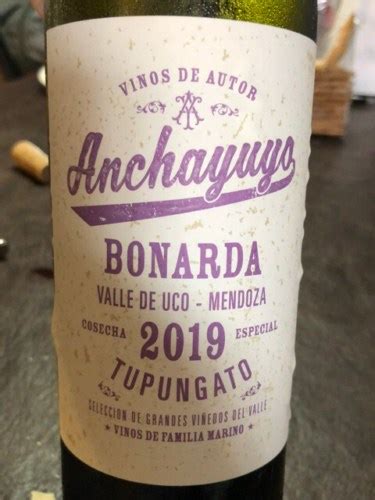 VINOS DE AUTOR
Anchayuyo
BONARDA
VALLE DE UCO - MENDOZA
COSECHA 2019 ESPECIAL
TUPUNGATO
SELECCION DE GRANDES VIÑEDOS DEL VALLE
VINOS DE FAMILIA MARINO